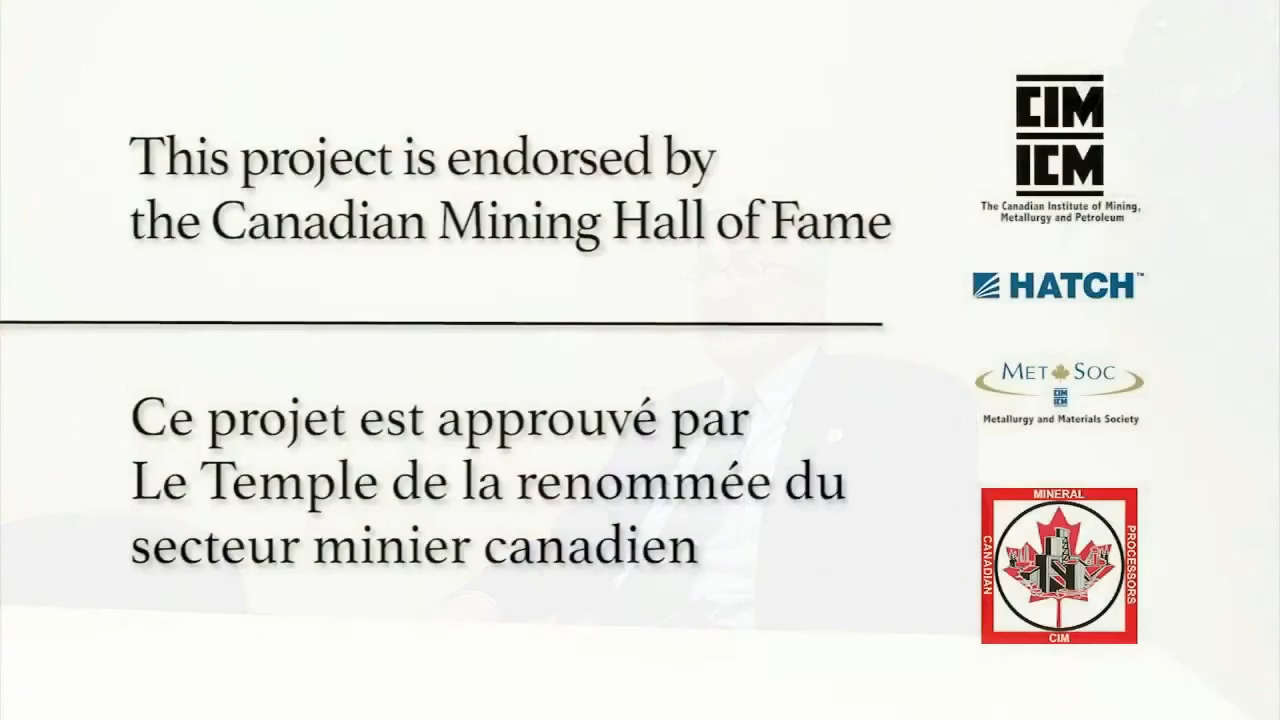 This project is endorsed by
the Canadian Mining Hall of Fame
Ce projet est approuvé par
Le Temple de la renommée du
secteur minier canadien
CIM
ICM
The Canadian Institute of Mining,
Metallurgy and Petroleum
HATCH™
MET SOC
CIM
ICM
Metallurgy and Materials Society
MINERAL
CANADIAN
PROCESSORS
CIM